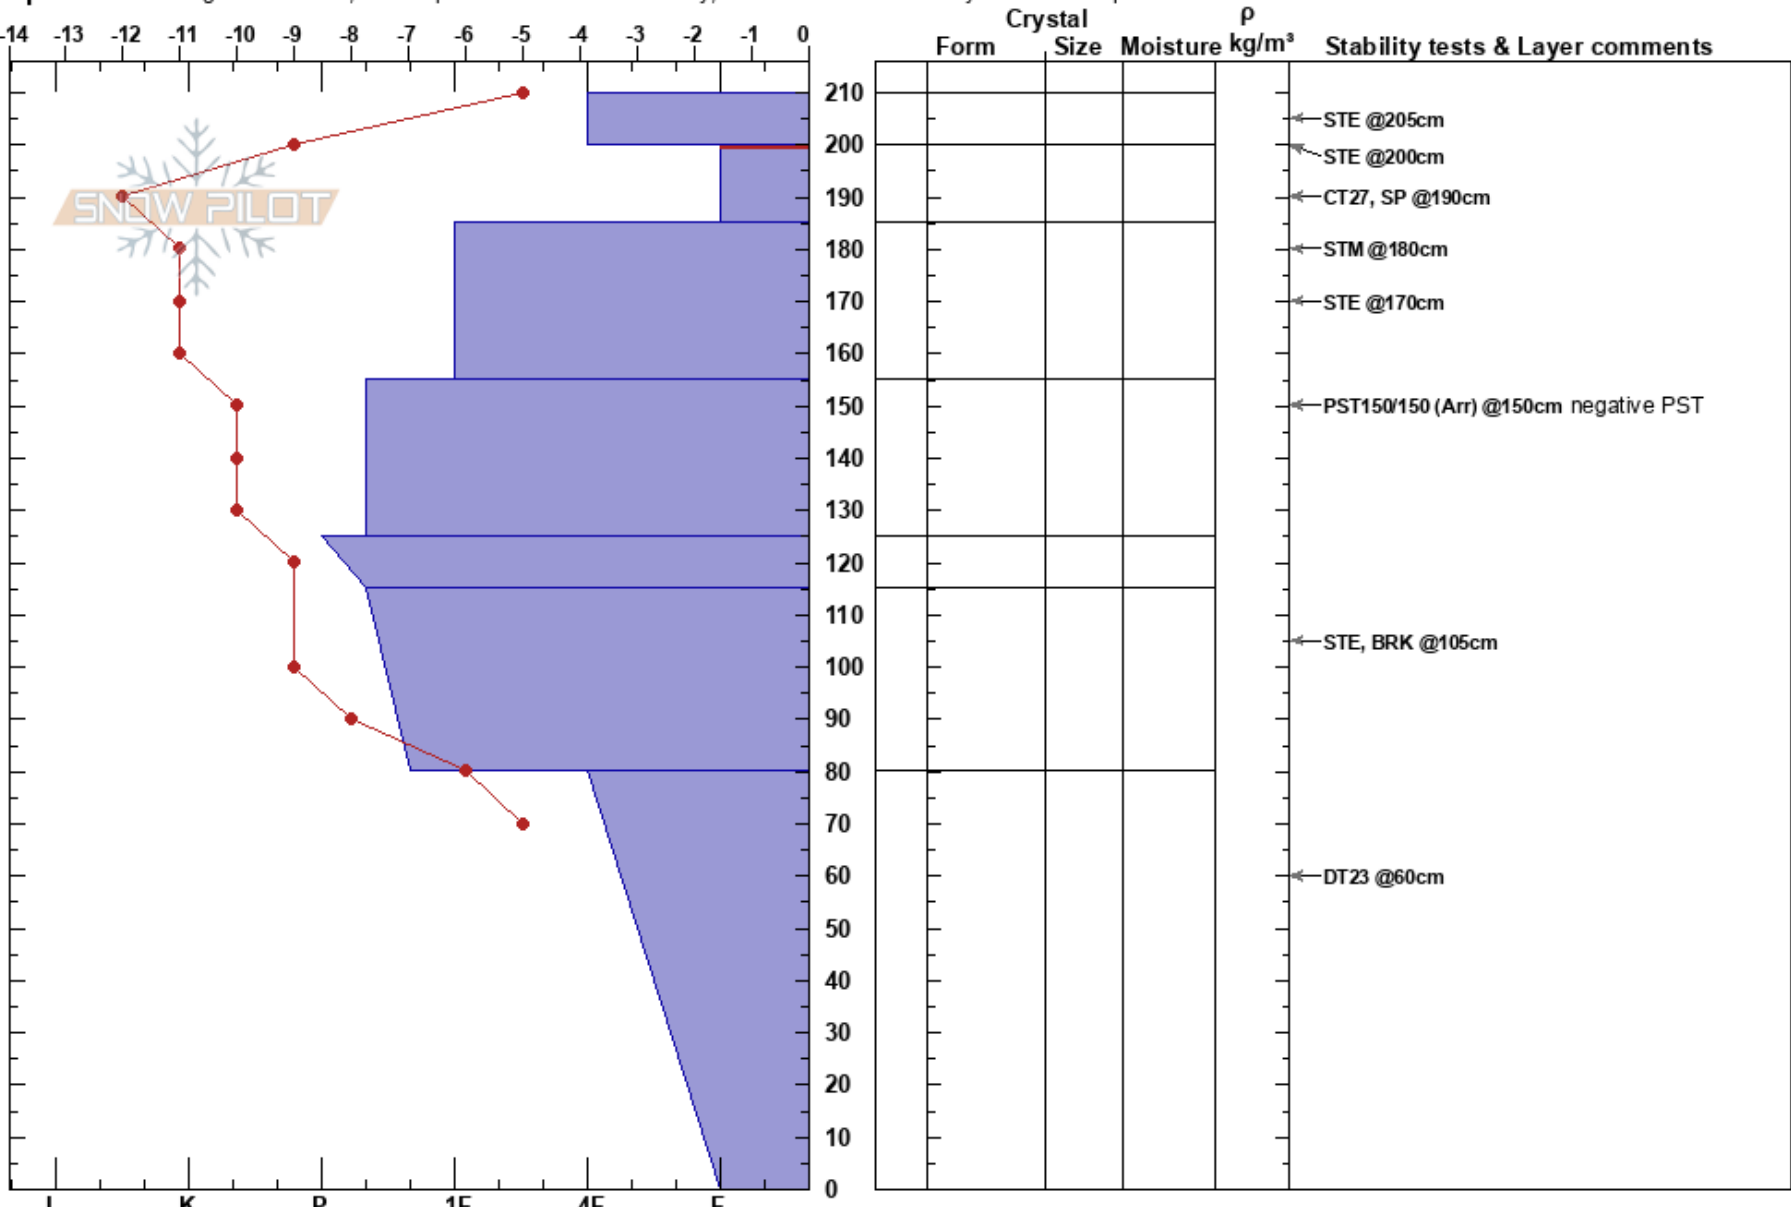 Crystal
ρ
-14 -13 -12 -11 -10 -9 -8 -7 -6 -5 -4 -3 -2 -1 0
Form Size Moisture kg/m³ Stability tests & Layer comments
210
STE @205cm
200
STE @200cm
190 CT27, SP @190cm
SNOW PILOT
180 STM @180cm
170 STE @170cm
160
150 PST150/150 (Arr) @150cm negative PST
140
130
120
110
STE, BRK @105cm
100
90
80
70
60 DT23 @60cm
50
40
30
20
10
0
I K P 1F 4F F